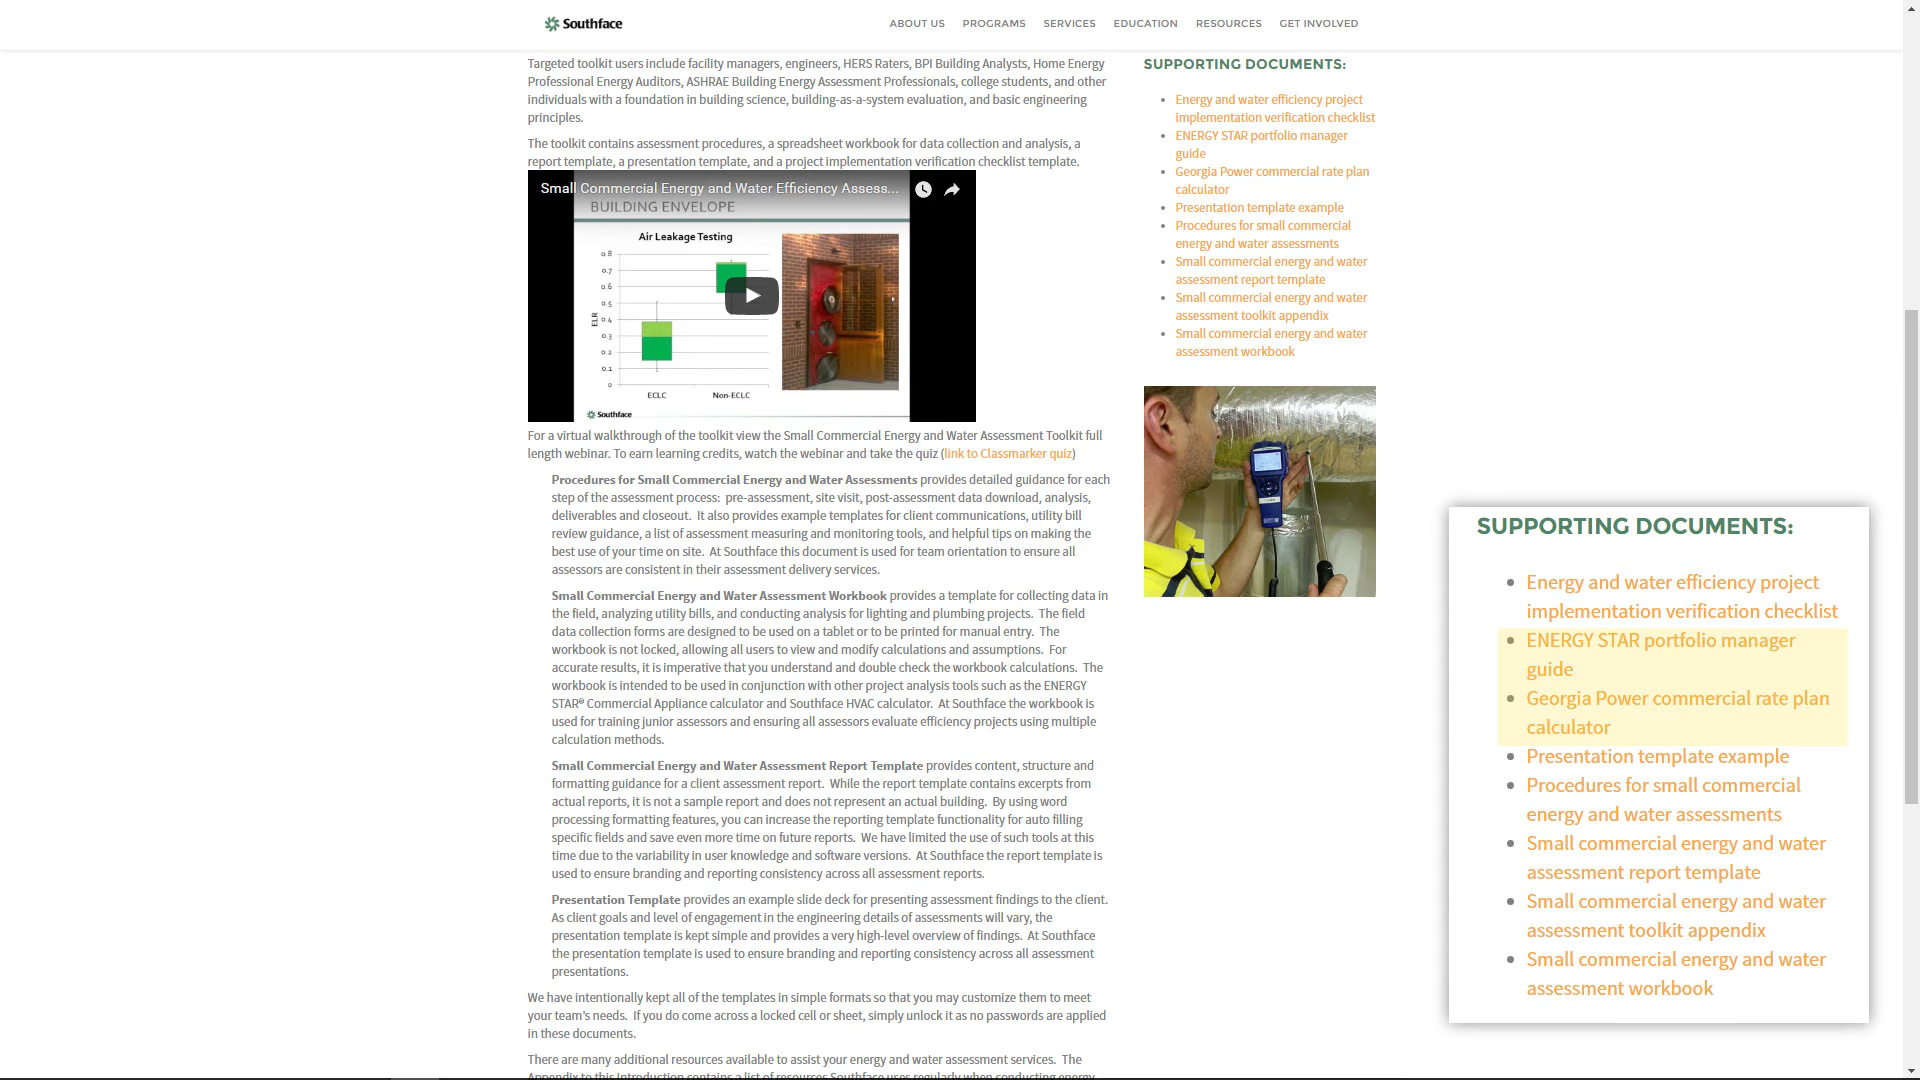 Southface
ABOUT US PROGRAMS SERVICES EDUCATION RESOURCES GET INVOLVED
Targeted toolkit users include facility managers, engineers, HERS Raters, BPI Building Analysts, Home Energy
Professional Energy Auditors, ASHRAE Building Energy Assessment Professionals, college students, and other
individuals with a foundation in building science, building-as-a-system evaluation, and basic engineering
principles.
The toolkit contains assessment procedures, a spreadsheet workbook for data collection and analysis, a
report template, a presentation template, and a project implementation verification checklist template.
Small Commercial Energy and Water Efficiency Assess...
BUILDING ENVELOPE
Air Leakage Testing
0.8
0.7
0.6
0.5
0.4
0.3
0.2
0.1
0
ELR
ECLC Non-ECLC
Southface
For a virtual walkthrough of the toolkit view the Small Commercial Energy and Water Assessment Toolkit full
length webinar. To earn learning credits, watch the webinar and take the quiz (link to Classmarker quiz)
Procedures for Small Commercial Energy and Water Assessments provides detailed guidance for each
step of the assessment process: pre-assessment, site visit, post-assessment data download, analysis,
deliverables and closeout. It also provides example templates for client communications, utility bill
review guidance, a list of assessment measuring and monitoring tools, and helpful tips on making the
best use of your time on site. At Southface this document is used for team orientation to ensure all
assessors are consistent in their assessment delivery services.
Small Commercial Energy and Water Assessment Workbook provides a template for collecting data in
the field, analyzing utility bills, and conducting analysis for lighting and plumbing projects. The field
data collection forms are designed to be used on a tablet or to be printed for manual entry. The
workbook is not locked, allowing all users to view and modify calculations and assumptions. For
accurate results, it is imperative that you understand and double check the workbook calculations. The
workbook is intended to be used in conjunction with other project analysis tools such as the ENERGY
STAR® Commercial Appliance calculator and Southface HVAC calculator. At Southface the workbook is
used for training junior assessors and ensuring all assessors evaluate efficiency projects using multiple
calculation methods.
Small Commercial Energy and Water Assessment Report Template provides content, structure and
formatting guidance for a client assessment report. While the report template contains excerpts from
actual reports, it is not a sample report and does not represent an actual building. By using word
processing formatting features, you can increase the reporting template functionality for auto filling
specific fields and save even more time on future reports. We have limited the use of such tools at this
time due to the variability in user knowledge and software versions. At Southface the report template is
used to ensure branding and reporting consistency across all assessment reports.
Presentation Template provides an example slide deck for presenting assessment findings to the client.
As client goals and level of engagement in the engineering details of assessments will vary, the
presentation template is kept simple and provides a very high-level overview of findings. At Southface
the presentation template is used to ensure branding and reporting consistency across all assessment
presentations.
We have intentionally kept all of the templates in simple formats so that you may customize them to meet
your team's needs. If you do come across a locked cell or sheet, simply unlock it as no passwords are applied
in these documents.
There are many additional resources available to assist your energy and water assessment services. The
Appendix to this Introduction contains a list of resources Southface uses regularly when conducting energy
SUPPORTING DOCUMENTS:
Energy and water efficiency project
implementation verification checklist
ENERGY STAR portfolio manager
guide
Georgia Power commercial rate plan
calculator
Presentation template example
Procedures for small commercial
energy and water assessments
Small commercial energy and water
assessment report template
Small commercial energy and water
assessment toolkit appendix
Small commercial energy and water
assessment workbook
SUPPORTING DOCUMENTS:
Energy and water efficiency project
implementation verification checklist
ENERGY STAR portfolio manager
guide
Georgia Power commercial rate plan
calculator
Presentation template example
Procedures for small commercial
energy and water assessments
Small commercial energy and water
assessment report template
Small commercial energy and water
assessment toolkit appendix
Small commercial energy and water
assessment workbook